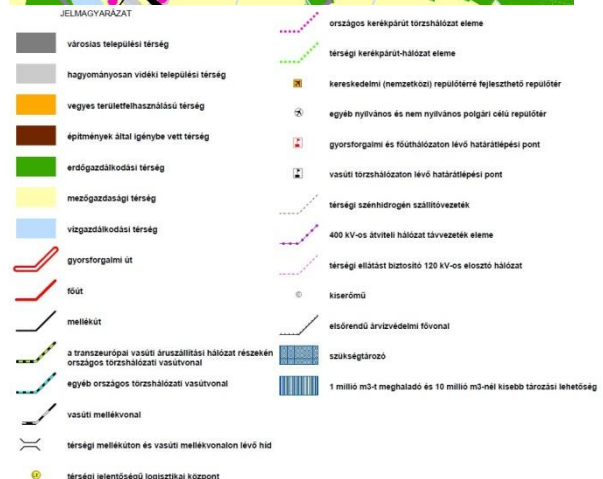 JELMAGYARÁZAT
városias települési térség
hagyományosan vidéki települési térség
vegyes területfelhasználású térség
építmények által igénybe vett térség
erdőgazdálkodási térség
mezőgazdasági térség
vízgazdálkodási térség
gyorsforgalmi út
főút
mellékút
a transzeurópai vasúti áruszállítási hálózat részekén
országos törzshálózati vasútvonal
egyéb országos törzshálózati vasútvonal
vasúti mellékvonal
térségi mellékúton és vasúti mellékvonalon lévő híd
térségi jelentőségű logisztikai központ
országos kerékpárút törzshálózat eleme
térségi kerékpárút-hálózat eleme
kereskedelmi (nemzetközi) repülőtérré fejleszthető repülőtér
egyéb nyilvános és nem nyilvános polgári célú repülőtér
gyorsforgalmi és főúthálózaton lévő határátlépési pont
vasúti törzshálózaton lévő határátlépési pont
térségi szénhidrogén szállítóvezeték
400 kV-os átviteli hálózat távvezeték eleme
térségi ellátást biztosító 120 kV-os elosztó hálózat
kiserőmű
elsőrendű árvízvédelmi fővonal
szükségtározó
1 millió m3-t meghaladó és 10 millió m3-nél kisebb tározási lehetőség